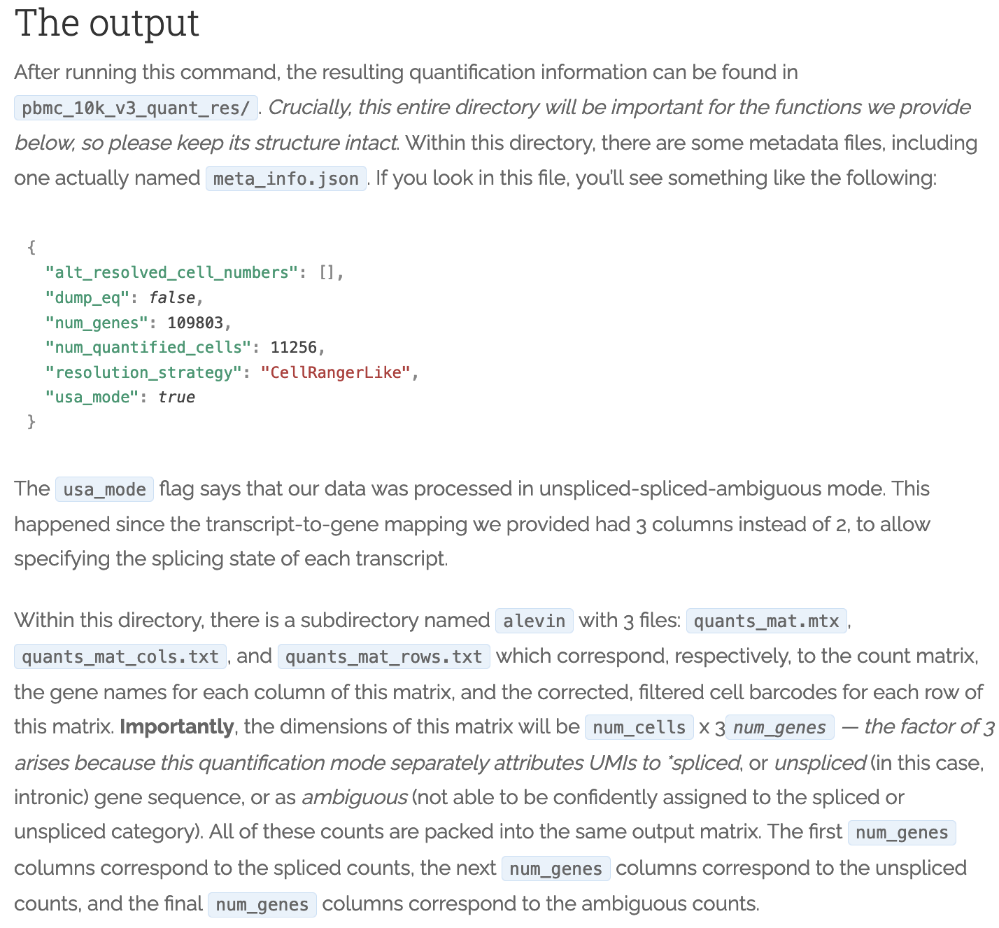 The output
After running this command, the resulting quantification information can be found in
pbmc_10k_v3_quant_res/. Crucially, this entire directory will be important for the functions we provide
below, so please keep its structure intact. Within this directory, there are some metadata files, including
one actually named meta_info.json. If you look in this file, you’ll see something like the following:
{
  "alt_resolved_cell_numbers": [],
  "dump_eq": false,
  "num_genes": 109803,
  "num_quantified_cells": 11256,
  "resolution_strategy": "CellRangerLike",
  "usa_mode": true
}
The usa_mode flag says that our data was processed in unspliced-spliced-ambiguous mode. This
happened since the transcript-to-gene mapping we provided had 3 columns instead of 2, to allow
specifying the splicing state of each transcript.
Within this directory, there is a subdirectory named alevin with 3 files: quants_mat.mtx,
quants_mat_cols.txt, and quants_mat_rows.txt which correspond, respectively, to the count matrix,
the gene names for each column of this matrix, and the corrected, filtered cell barcodes for each row of
this matrix. Importantly, the dimensions of this matrix will be num_cells x 3num_genes — the factor of 3
arises because this quantification mode separately attributes UMIs to *spliced, or unspliced (in this case,
intronic) gene sequence, or as ambiguous (not able to be confidently assigned to the spliced or
unspliced category). All of these counts are packed into the same output matrix. The first num_genes
columns correspond to the spliced counts, the next num_genes columns correspond to the unspliced
counts, and the final num_genes columns correspond to the ambiguous counts.